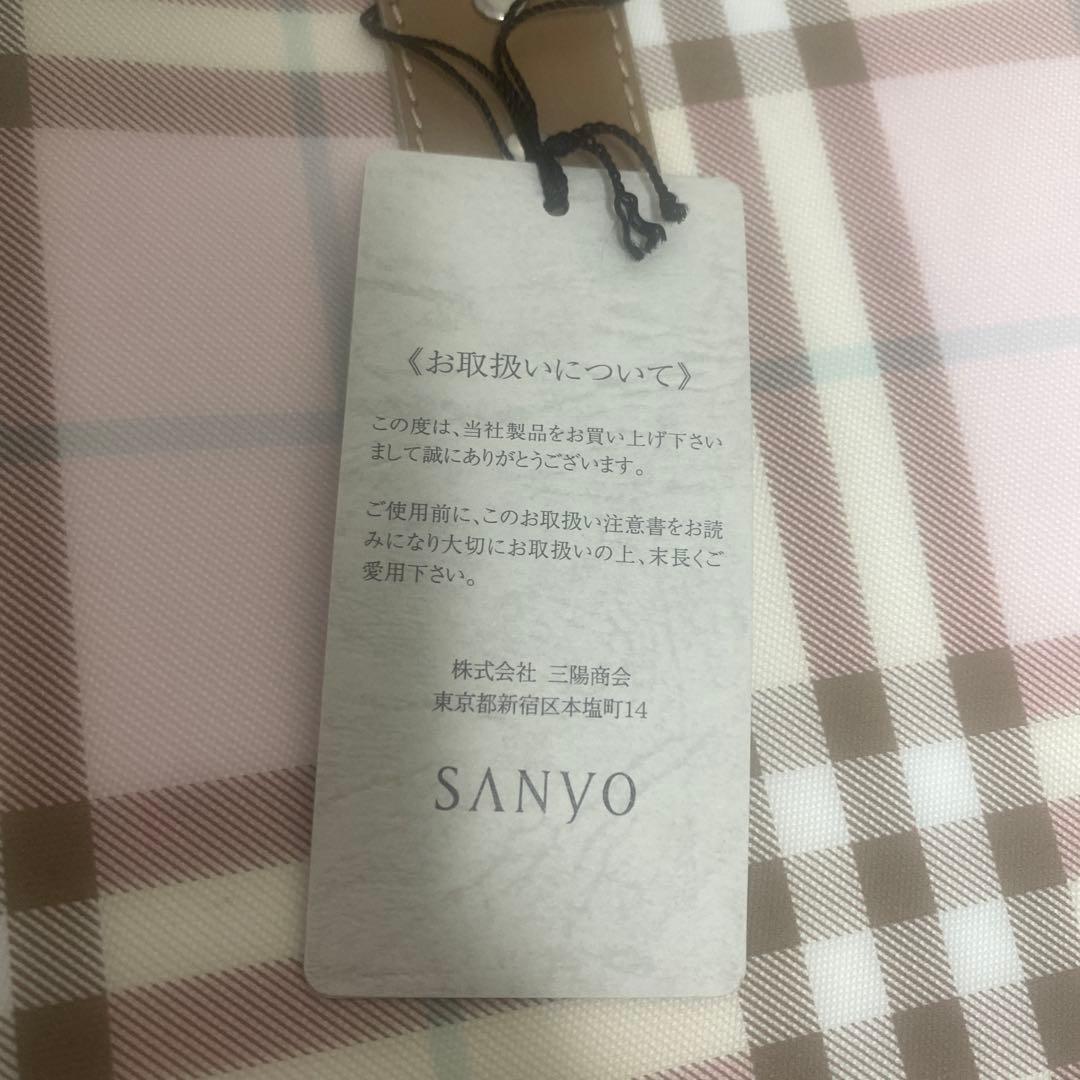 《お取扱いについて》
この度は、当社製品をお買い上げ下さい
まして誠にありがとうございます。
ご使用前に、このお取扱い注意書をお読
みになり大切にお取扱いの上、末長くご
愛用下さい。
株式会社 三陽商会
東京都新宿区本塩町14
SANYO